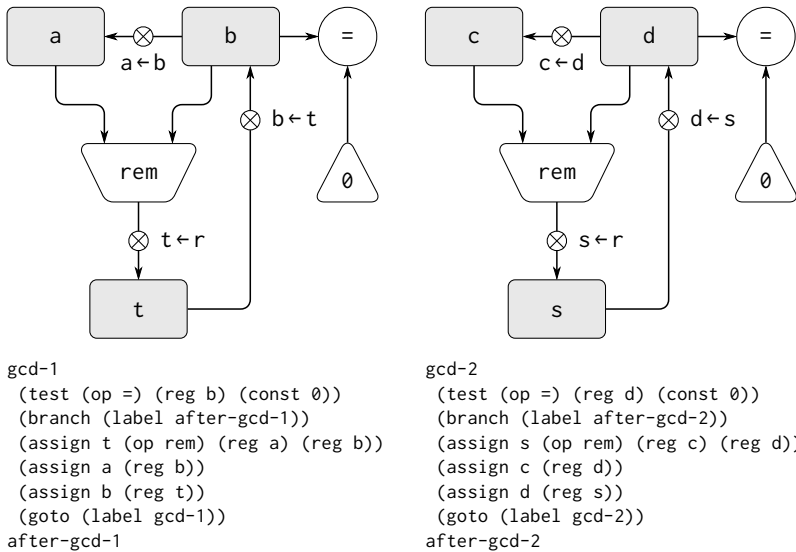 a
b
=
a←b
b←t
rem
0
t←r
t
c
d
=
c←d
d←s
rem
0
s←r
s
gcd-1
(test (op =) (reg b) (const 0))
(branch (label after-gcd-1))
(assign t (op rem) (reg a) (reg b))
(assign a (reg b))
(assign b (reg t))
(goto (label gcd-1))
after-gcd-1
gcd-2
(test (op =) (reg d) (const 0))
(branch (label after-gcd-2))
(assign s (op rem) (reg c) (reg d))
(assign c (reg d))
(assign d (reg s))
(goto (label gcd-2))
after-gcd-2